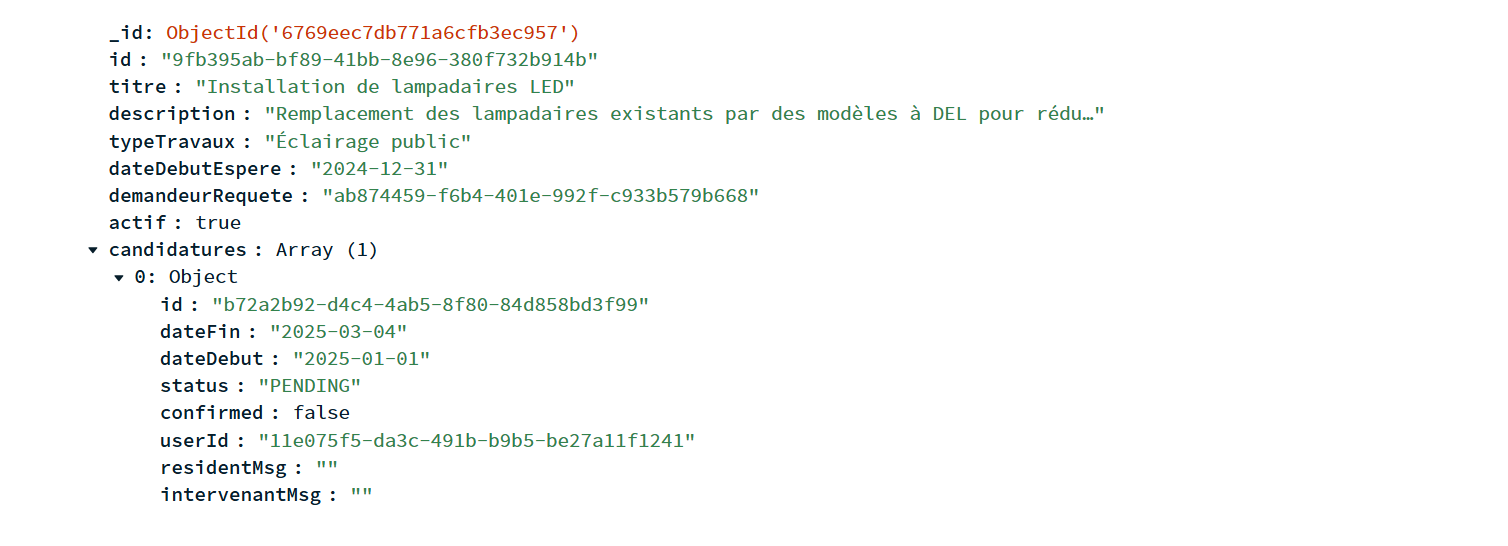 _id: ObjectId('6769eec7db771a6cfb3ec957')
id : "9fb395ab-bf89-41bb-8e96-380f732b914b"
titre : "Installation de lampadaires LED"
description : "Remplacement des lampadaires existants par des modèles à DEL pour rédu…"
typeTravaux : "Éclairage public"
dateDebutEspere : "2024-12-31"
demandeurRequete : "ab874459-f6b4-401e-992f-c933b579b668"
actif : true
candidatures : Array (1)
0: Object
id : "b72a2b92-d4c4-4ab5-8f80-84d858bd3f99"
dateFin : "2025-03-04"
dateDebut : "2025-01-01"
status : "PENDING"
confirmed : false
userId : "11e075f5-da3c-491b-b9b5-be27a11f1241"
residentMsg : ""
intervenantMsg : ""